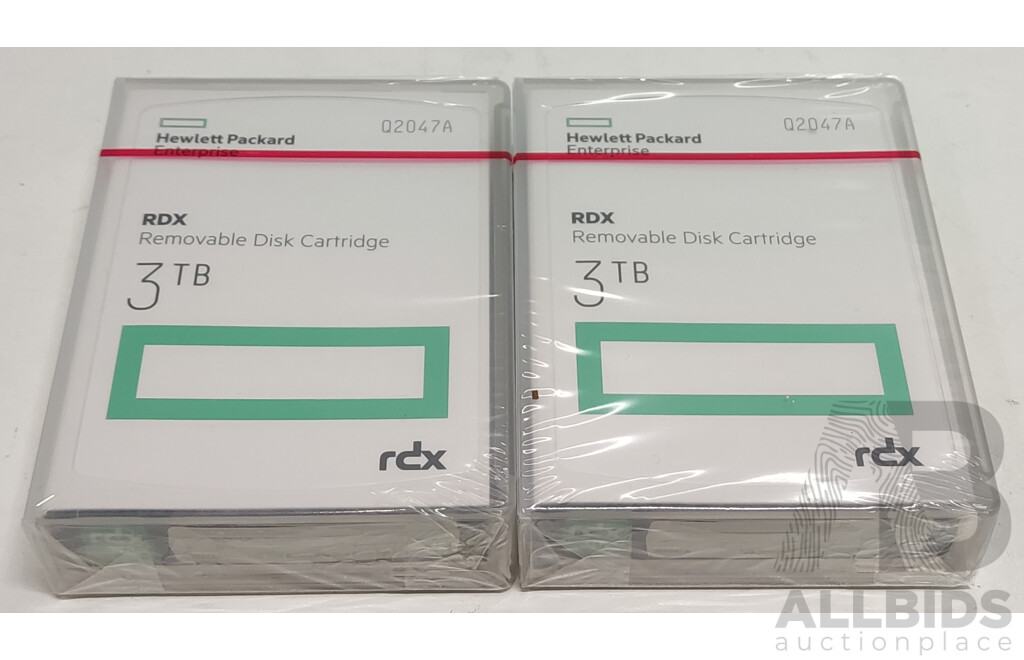 Hewlett Packard
Enterprise
Q2047A
RDX
Removable Disk Cartridge
3TB
rdx
Hewlett Packard
Enterprise
Q2047A
RDX
Removable Disk Cartridge
3TB
rdx
AB
ALLBIDS
auctionplace